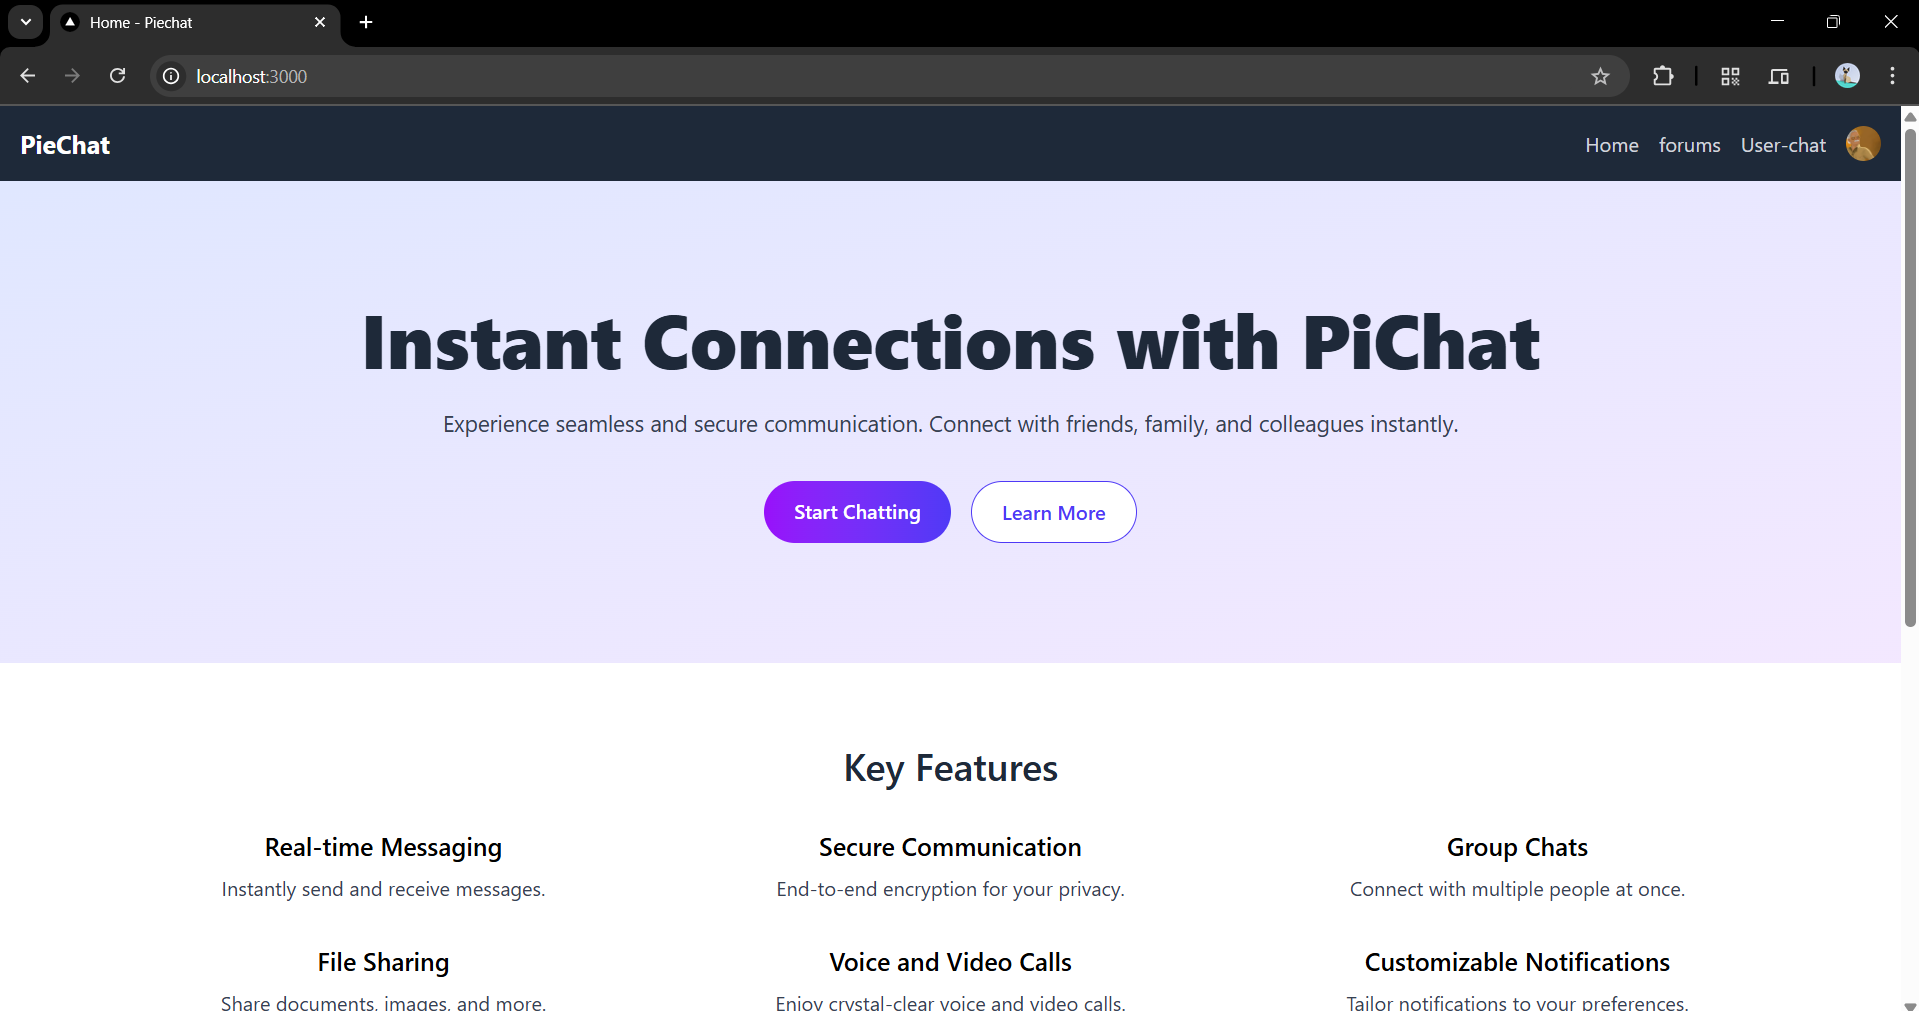 Home - Piechat
localhost:3000
PieChat
Home forums User-chat
Instant Connections with PiChat
Experience seamless and secure communication. Connect with friends, family, and colleagues instantly.
Start Chatting Learn More
Key Features
Real-time Messaging Secure Communication Group Chats
Instantly send and receive messages. End-to-end encryption for your privacy. Connect with multiple people at once.
File Sharing Voice and Video Calls Customizable Notifications
Share documents, images, and more. Enjoy crystal-clear voice and video calls. Tailor notifications to your preferences.